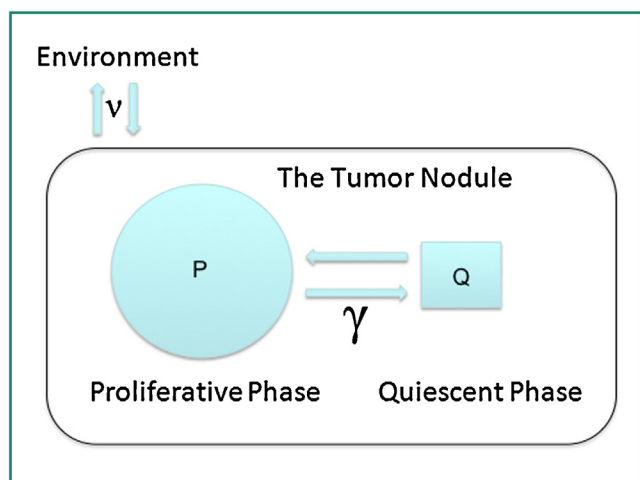 Environment
ν
The Tumor Nodule
P
Q
γ
Proliferative Phase
Quiescent Phase